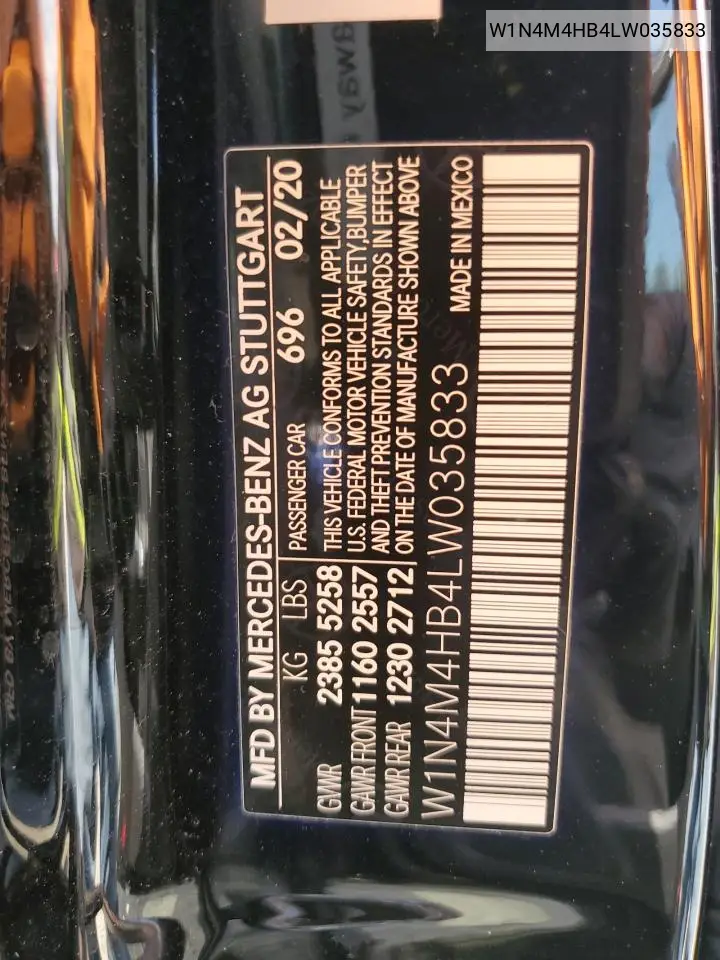 W1N4M4HB4LW035833
MFD BY MERCEDES-BENZ AG STUTTGART
KG LBS
GVWR 2385 5258
GAWR FRONT 1160 2557
GAWR REAR 1230 2712
PASSENGER CAR 696 02/20
THIS VEHICLE CONFORMS TO ALL APPLICABLE
U.S. FEDERAL MOTOR VEHICLE SAFETY,BUMPER
AND THEFT PREVENTION STANDARDS IN EFFECT
ON THE DATE OF MANUFACTURE SHOWN ABOVE
W1N4M4HB4LW035833
MADE IN MEXICO